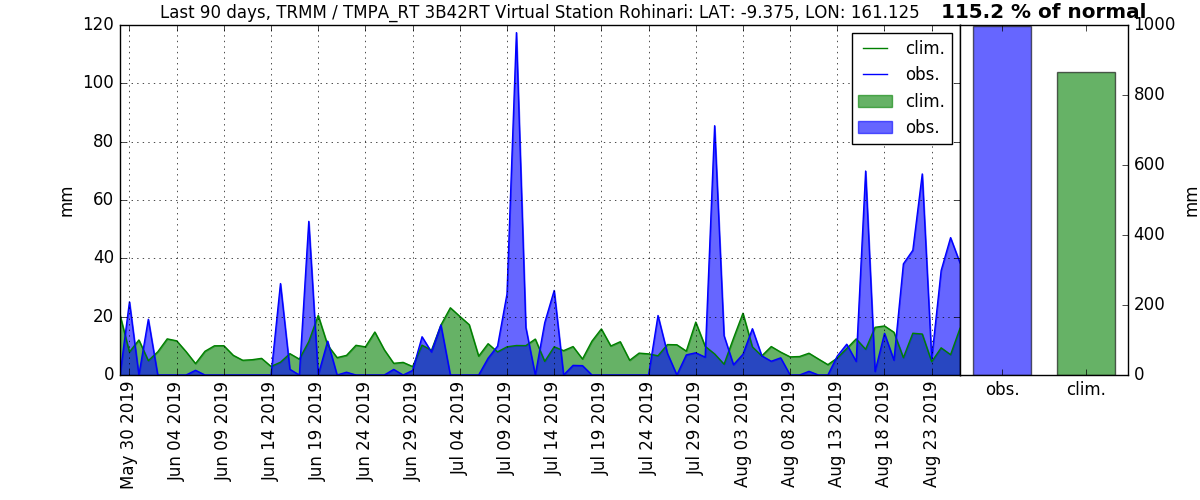 Last 90 days, TRMM / TMPA_RT 3B42RT Virtual Station Rohinari: LAT: -9.375, LON: 161.125
115.2 % of normal
120
100
80
60
40
20
0
mm
clim.
obs.
clim.
obs.
May 30 2019
Jun 04 2019
Jun 09 2019
Jun 14 2019
Jun 19 2019
Jun 24 2019
Jun 29 2019
Jul 04 2019
Jul 09 2019
Jul 14 2019
Jul 19 2019
Jul 24 2019
Jul 29 2019
Aug 03 2019
Aug 08 2019
Aug 13 2019
Aug 18 2019
Aug 23 2019
1000
800
600
400
200
0
mm
obs.
clim.